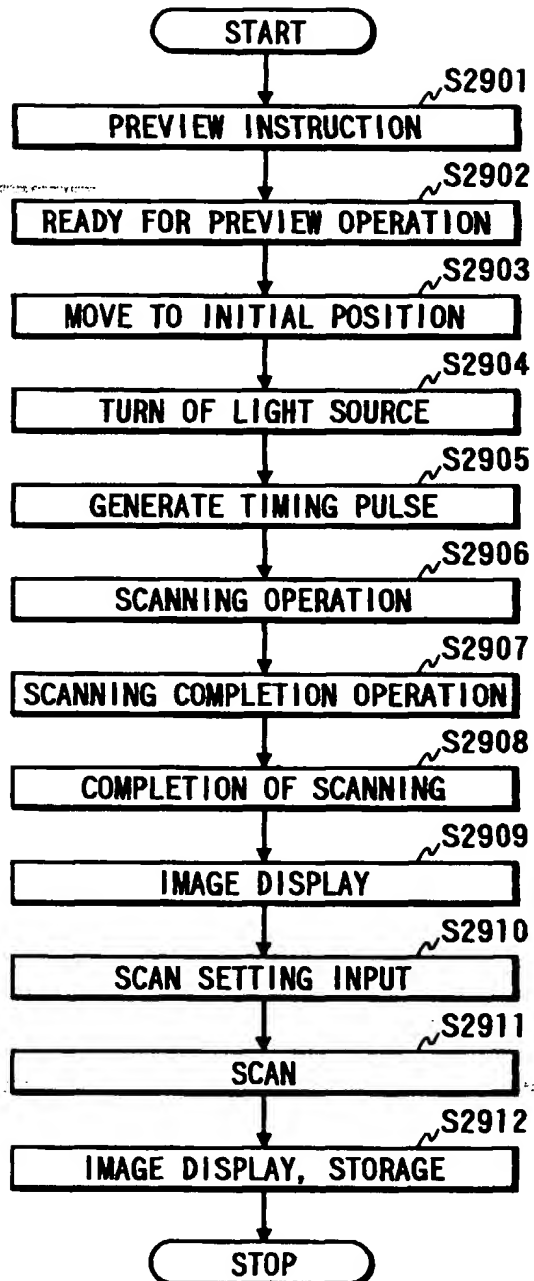 START
S2901
PREVIEW INSTRUCTION
S2902
READY FOR PREVIEW OPERATION
S2903
MOVE TO INITIAL POSITION
S2904
TURN OF LIGHT SOURCE
S2905
GENERATE TIMING PULSE
S2906
SCANNING OPERATION
S2907
SCANNING COMPLETION OPERATION
S2908
COMPLETION OF SCANNING
S2909
IMAGE DISPLAY
S2910
SCAN SETTING INPUT
S2911
SCAN
S2912
IMAGE DISPLAY, STORAGE
STOP